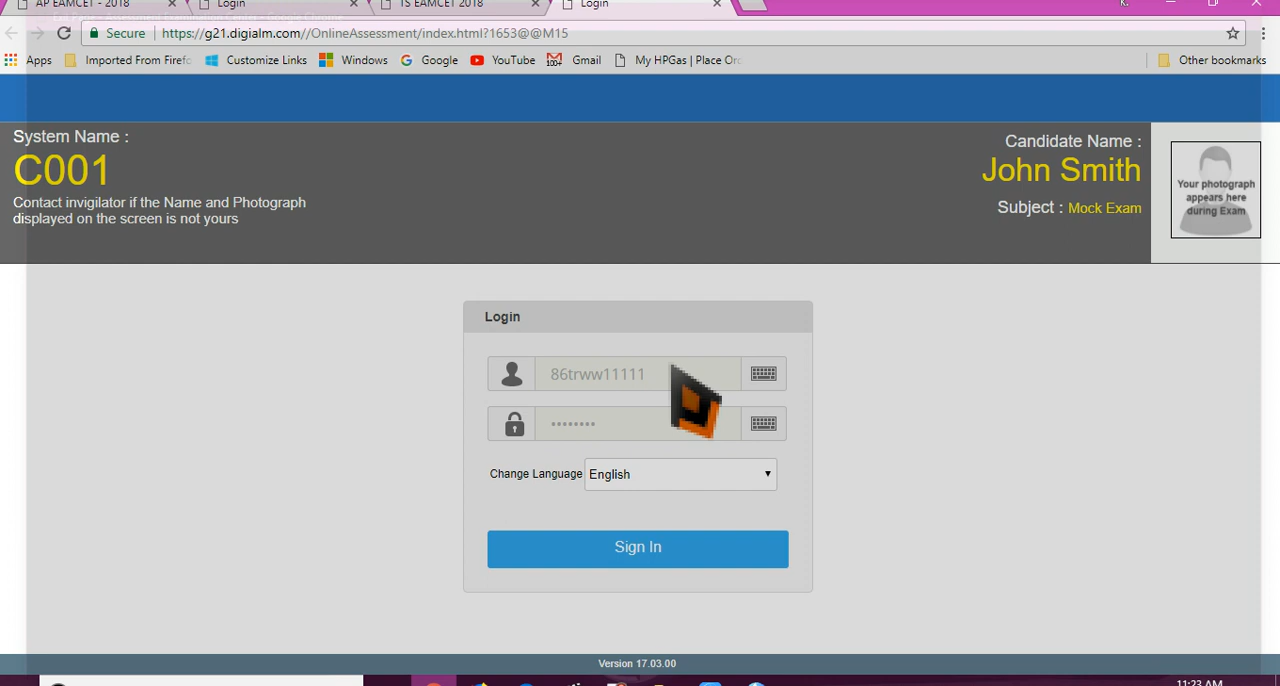 AP EAMCET - 2018
Login
TS EAMCET 2018
Login
Secure
https://g21.digialm.com//OnlineAssessment/index.html?1653@@M15
Apps
Imported From Firefo
Customize Links
Windows
Google
YouTube
100+
Gmail
My HPGas | Place Or
Other bookmarks
System Name :
C001
Contact invigilator if the Name and Photograph
displayed on the screen is not yours
Candidate Name :
John Smith
Subject : Mock Exam
Your photograph
appears here
during Exam
Login
86trww11111
Change Language English
Sign In
Version 17.03.00
11:23 AM